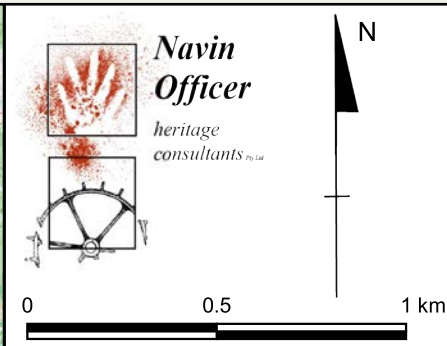 Navin
Officer
heritage
consultants Pty Ltd
N
0 0.5 1 km